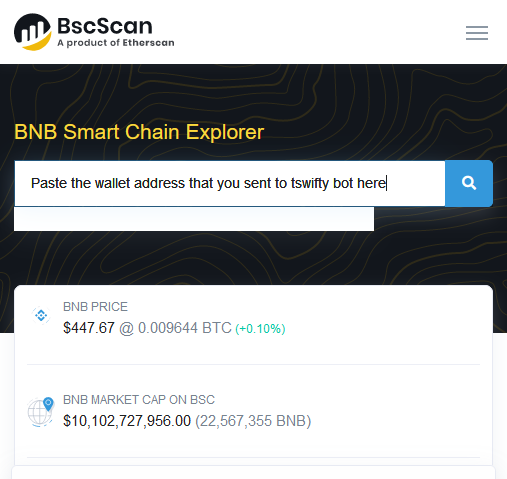 BscScan
A product of Etherscan
BNB Smart Chain Explorer
Paste the wallet address that you sent to tswifty bot here
BNB PRICE
$447.67 @ 0.009644 BTC (+0.10%)
BNB MARKET CAP ON BSC
$10,102,727,956.00 (22,567,355 BNB)